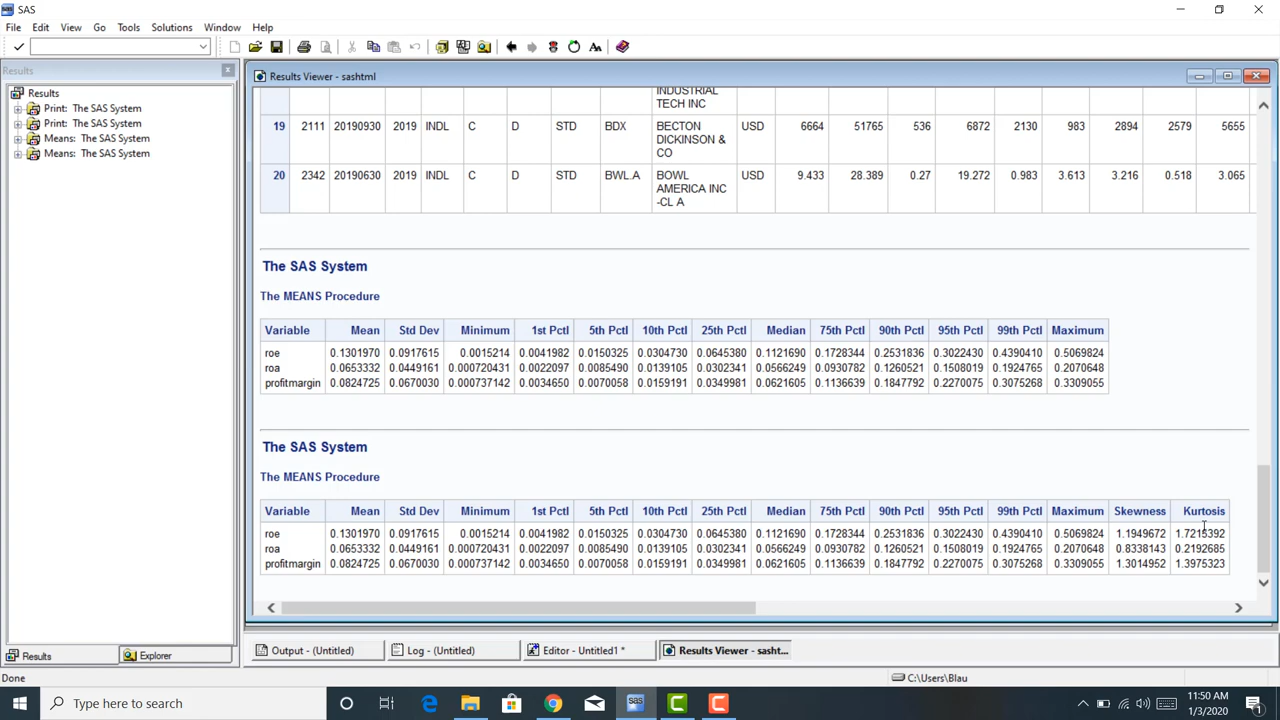 SAS
File Edit View Go Tools Solutions Window Help
Results
Results Viewer - sashtml
Results
Print: The SAS System
Print: The SAS System
Means: The SAS System
Means: The SAS System
INDUSTRIAL
TECH INC
19 2111 20190930 2019 INDL C D STD BDX BECTON USD 6664 51765 536 6872 2130 983 2894 2579 5655
DICKINSON &
CO
20 2342 20190630 2019 INDL C D STD BWL.A BOWL USD 9.433 28.389 0.27 19.272 0.983 3.613 3.216 0.518 3.065
AMERICA INC
-CL A
The SAS System
The MEANS Procedure
Variable Mean Std Dev Minimum 1st Pctl 5th Pctl 10th Pctl 25th Pctl Median 75th Pctl 90th Pctl 95th Pctl 99th Pctl Maximum
roe 0.1301970 0.0917615 0.0015214 0.0041982 0.0150325 0.0304730 0.0645380 0.1121690 0.1728344 0.2531836 0.3022430 0.4390410 0.5069824
roa 0.0653332 0.0449161 0.000720431 0.0022097 0.0085490 0.0139105 0.0302341 0.0566249 0.0930782 0.1260521 0.1508019 0.1924765 0.2070648
profitmargin 0.0824725 0.0670030 0.000737142 0.0034650 0.0070058 0.0159191 0.0349981 0.0621605 0.1136639 0.1847792 0.2270075 0.3075268 0.3309055
The SAS System
The MEANS Procedure
Variable Mean Std Dev Minimum 1st Pctl 5th Pctl 10th Pctl 25th Pctl Median 75th Pctl 90th Pctl 95th Pctl 99th Pctl Maximum Skewness Kurtosis
roe 0.1301970 0.0917615 0.0015214 0.0041982 0.0150325 0.0304730 0.0645380 0.1121690 0.1728344 0.2531836 0.3022430 0.4390410 0.5069824 1.1949672 1.7215392
roa 0.0653332 0.0449161 0.000720431 0.0022097 0.0085490 0.0139105 0.0302341 0.0566249 0.0930782 0.1260521 0.1508019 0.1924765 0.2070648 0.8338143 0.2192685
profitmargin 0.0824725 0.0670030 0.000737142 0.0034650 0.0070058 0.0159191 0.0349981 0.0621605 0.1136639 0.1847792 0.2270075 0.3075268 0.3309055 1.3014952 1.3975323
Results Explorer
Output - (Untitled) Log - (Untitled) Editor - Untitled1 * Results Viewer - sasht...
Done C:\Users\Blau
Type here to search
11:50 AM
1/3/2020